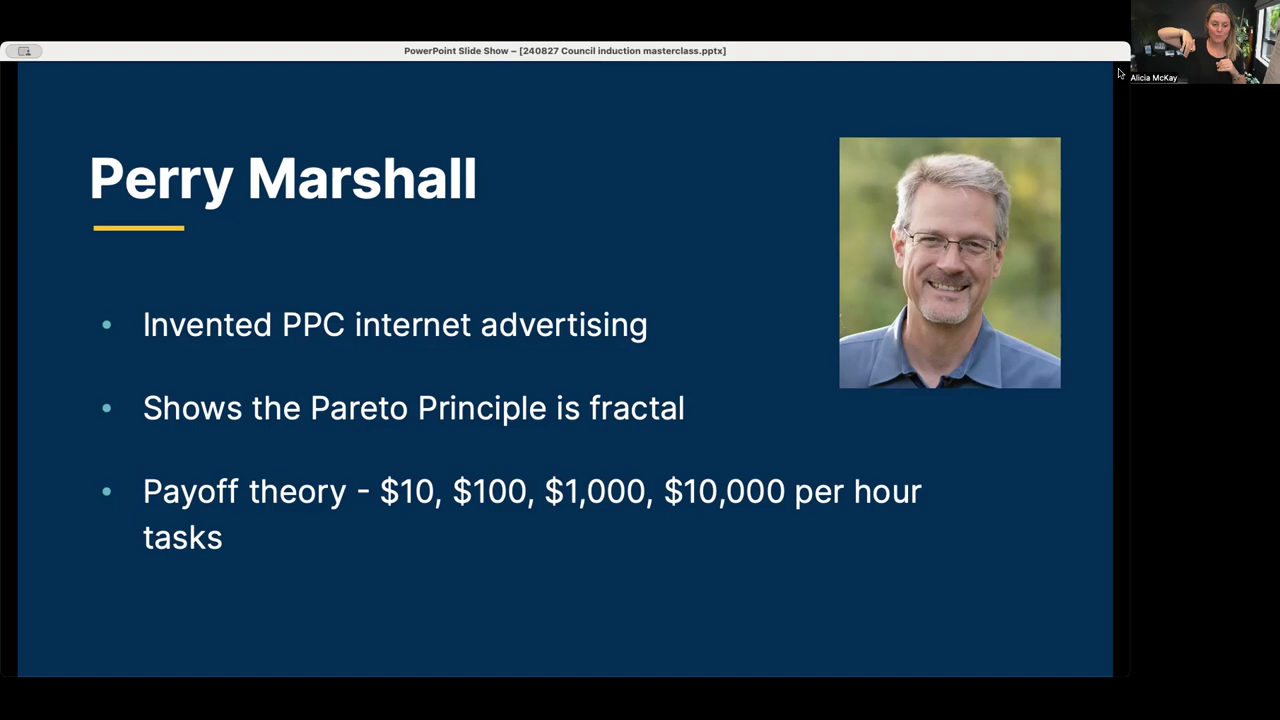 PowerPoint Slide Show – [240827 Council induction masterclass.pptx]
Alicia McKay
Perry Marshall
• Invented PPC internet advertising
• Shows the Pareto Principle is fractal
• Payoff theory - $10, $100, $1,000, $10,000 per hour
tasks